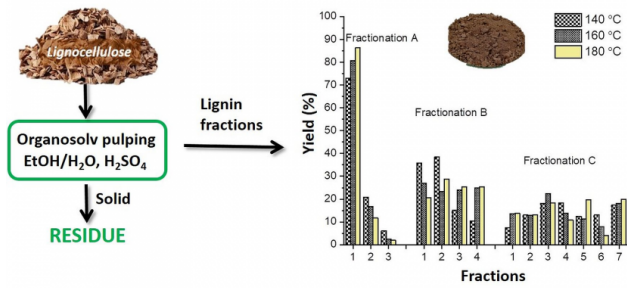 Lignocellulose
Organosolv pulping
EtOH/H₂O, H₂SO₄
Solid
RESIDUE
Lignin
fractions
Yield (%)
100
90
80
70
60
50
40
30
20
10
0
Fractionation A
Fractionation B
Fractionation C
140 °C
160 °C
180 °C
1 2 3 1 2 3 4 1 2 3 4 5 6 7
Fractions